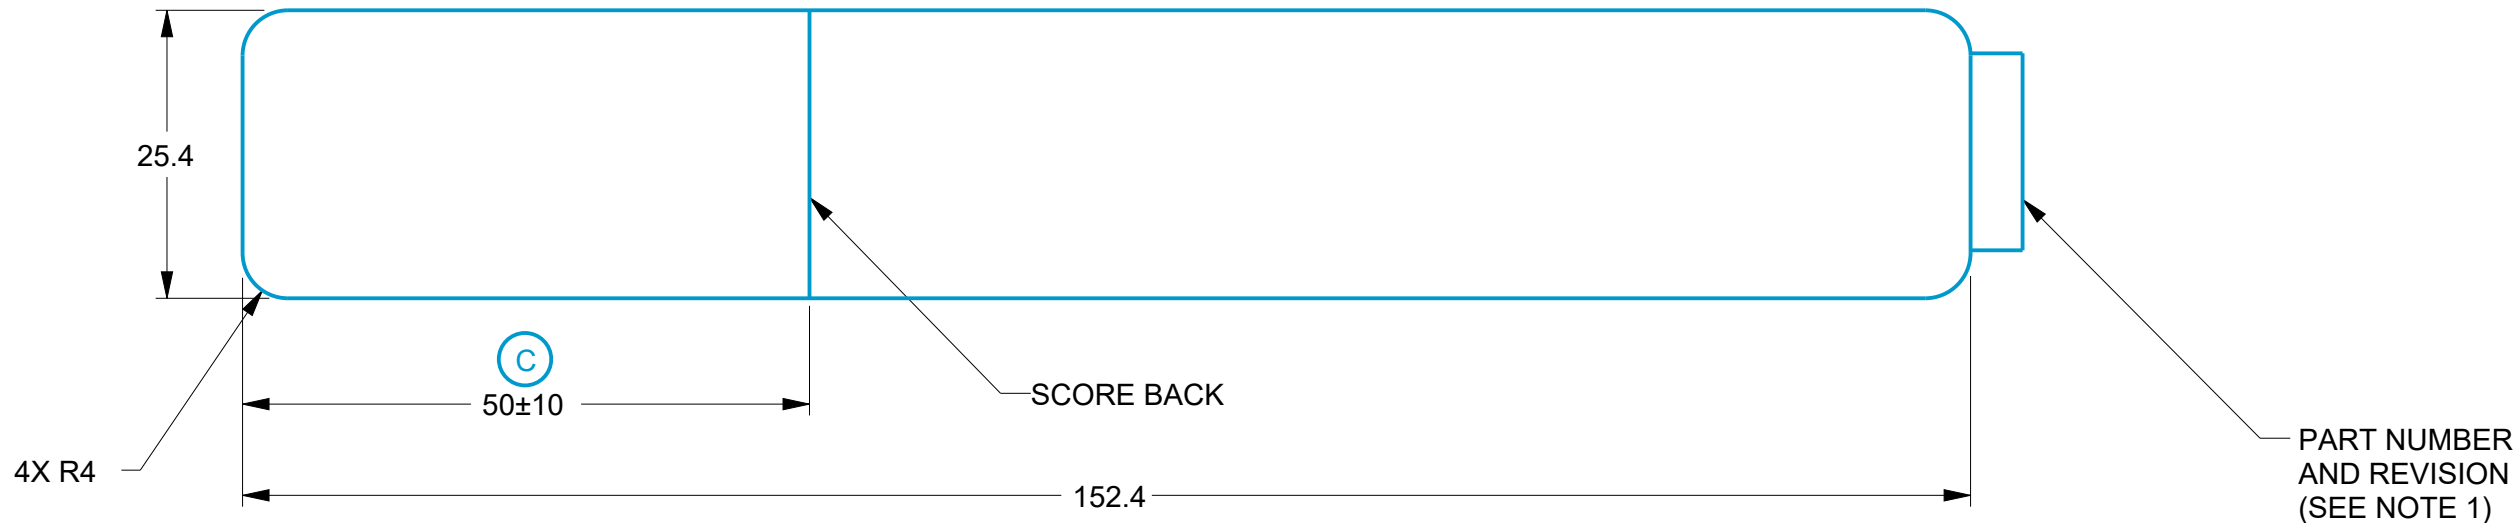 25.4
C
50±10
SCORE BACK
4X R4
152.4
PART NUMBER
AND REVISION
(SEE NOTE 1)